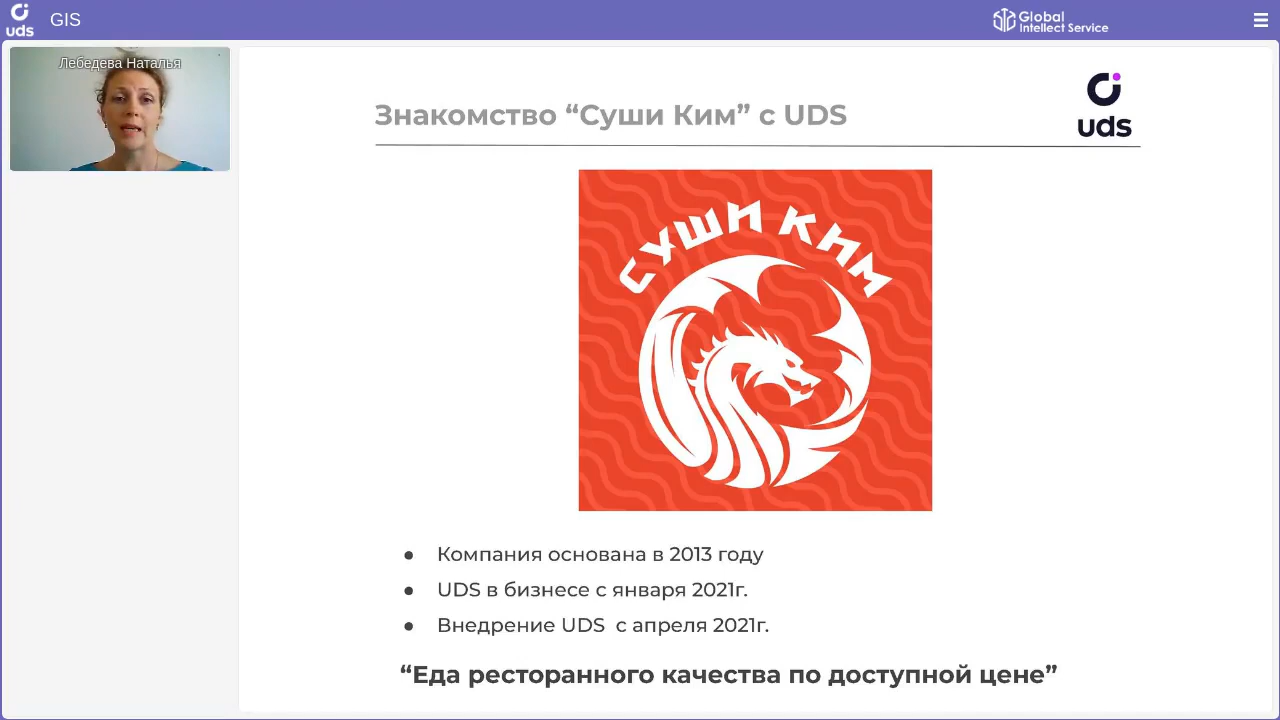 uds
GIS
Global
Intellect Service
Лебедева Наталья
Знакомство “Суши Ким” с UDS
uds
СУШИ КИМ
● Компания основана в 2013 году
● UDS в бизнесе с января 2021г.
● Внедрение UDS с апреля 2021г.
“Еда ресторанного качества по доступной цене”